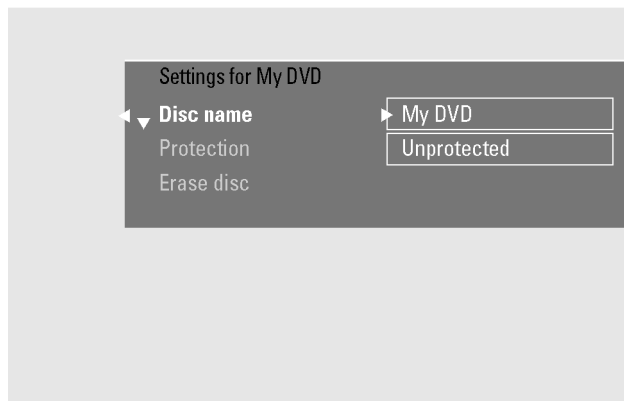 Settings for My DVD
Disc name My DVD
Protection Unprotected
Erase disc